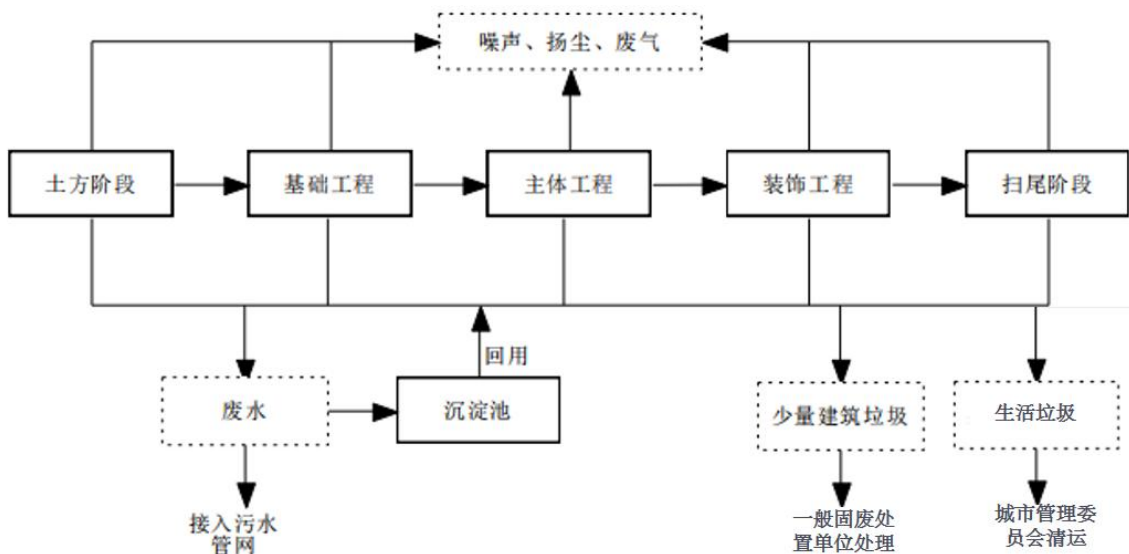 噪声、扬尘、废气
土方阶段
基础工程
主体工程
装饰工程
扫尾阶段
回用
废水
沉淀池
少量建筑垃圾
生活垃圾
接入污水
管网
一般固废处
置单位处理
城市管理委
员会清运